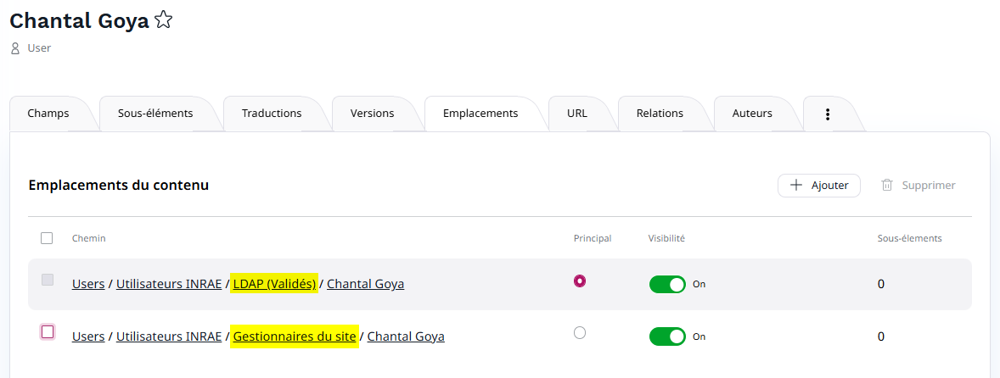 Chantal Goya
User
Champs Sous-éléments Traductions Versions Emplacements URL Relations Auteurs
Emplacements du contenu Ajouter Supprimer
Chemin Principal Visibilité Sous-élements
Users / Utilisateurs INRAE / LDAP (Validés) / Chantal Goya On 0
Users / Utilisateurs INRAE / Gestionnaires du site / Chantal Goya On 0